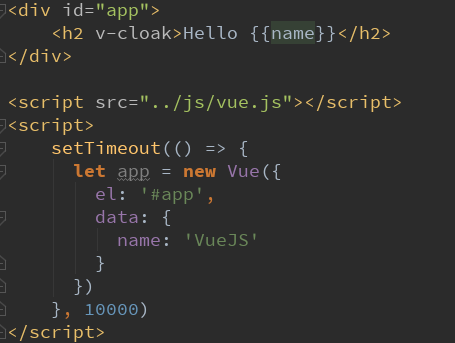 <div id="app">
    <h2 v-cloak>Hello {{name}}</h2>
</div>

<script src="../js/vue.js"></script>
<script>
    setTimeout(() => {
      let app = new Vue({
        el: '#app',
        data: {
          name: 'VueJS'
        }
      })
    }, 10000)
</script>